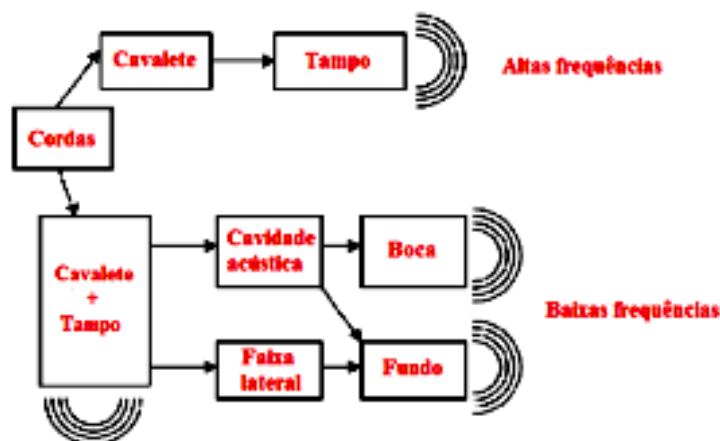 Cavalete
Tampo
Altas frequências
Cordas
Cavalete
+
Tampo
Cavidade
acústica
Boca
Baixas frequências
Faixa
lateral
Fundo